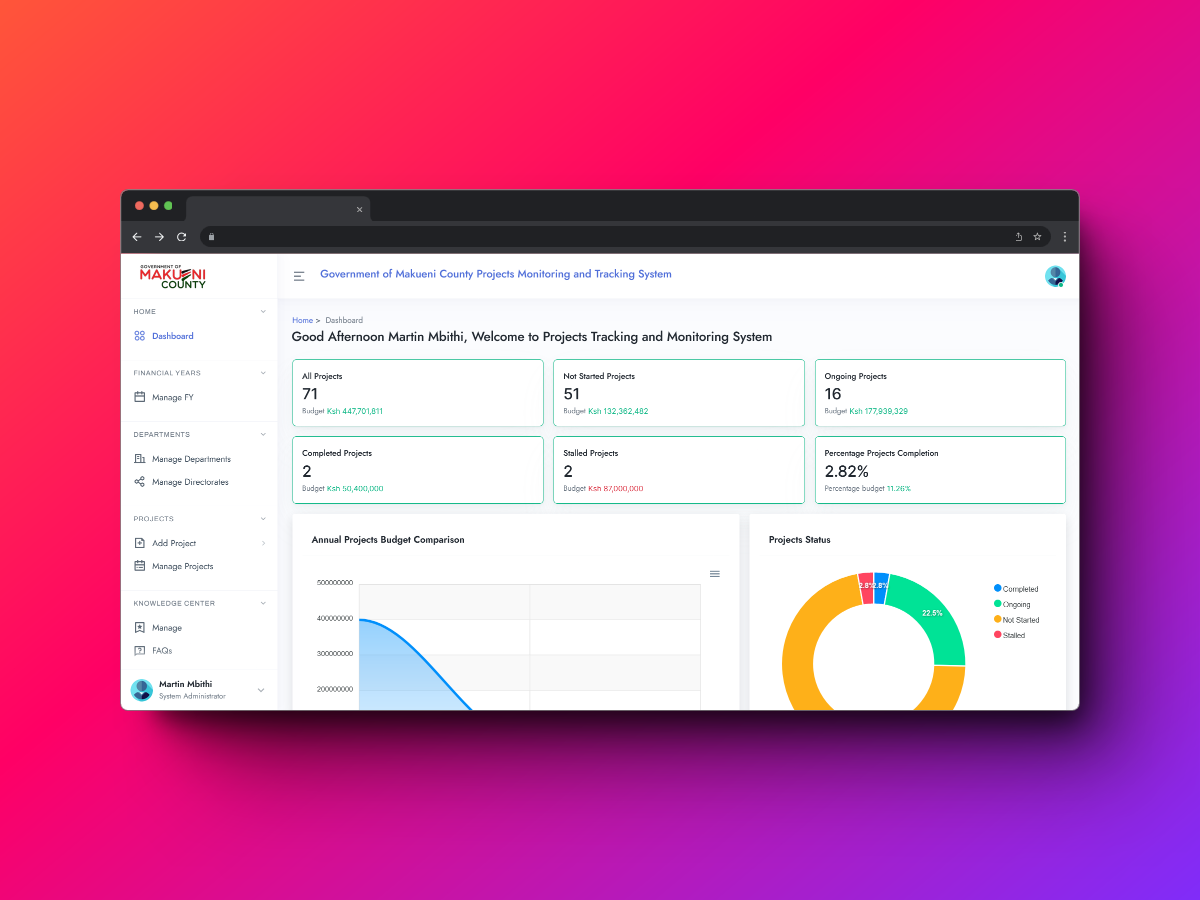 GOVERNMENT OF
MAKUENI
COUNTY
Government of Makueni County Projects Monitoring and Tracking System
HOME
Dashboard
FINANCIAL YEARS
Manage FY
DEPARTMENTS
Manage Departments
Manage Directorales
PROJECTS
Add Project
Manage Projects
KNOWLEDGE CENTER
Manage
FAQs
Martin Mbithi
System Administrator
Home > Dashboard
Good Afternoon Martin Mbithi, Welcome to Projects Tracking and Monitoring System
All Projects
71
Budget Ksh 447,701,811
Not Started Projects
51
Budget Ksh 132,362,482
Ongoing Projects
16
Budget Ksh 177,939,329
Completed Projects
2
Budget Ksh 50,400,000
Stalled Projects
2
Budget Ksh 87,000,000
Percentage Projects Completion
2.82%
Percentage budget 11.26%
Annual Projects Budget Comparison
500000000
400000000
300000000
200000000
Projects Status
2.8%
2.8%
22.5%
Completed
Ongoing
Not Started
Stalled